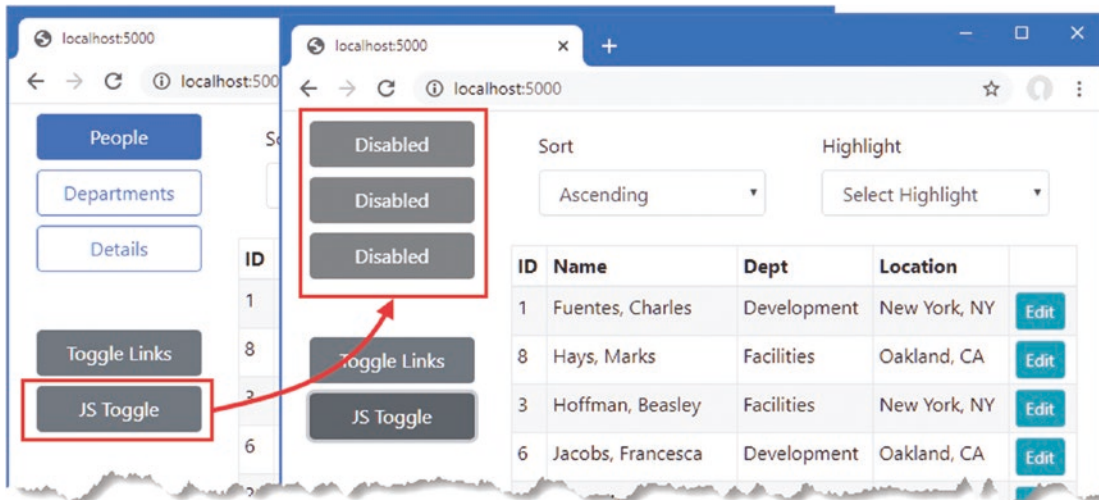 localhost:5000
localhost:500
People
Departments
Details
Toggle Links
JS Toggle
ID
1
8
6
localhost:5000
localhost:5000
Disabled
Disabled
Disabled
Toggle Links
JS Toggle
Sort Highlight
Ascending Select Highlight
ID Name Dept Location
1 Fuentes, Charles Development New York, NY Edit
8 Hays, Marks Facilities Oakland, CA Edit
3 Hoffman, Beasley Facilities New York, NY Edit
6 Jacobs, Francesca Development Oakland, CA Edit